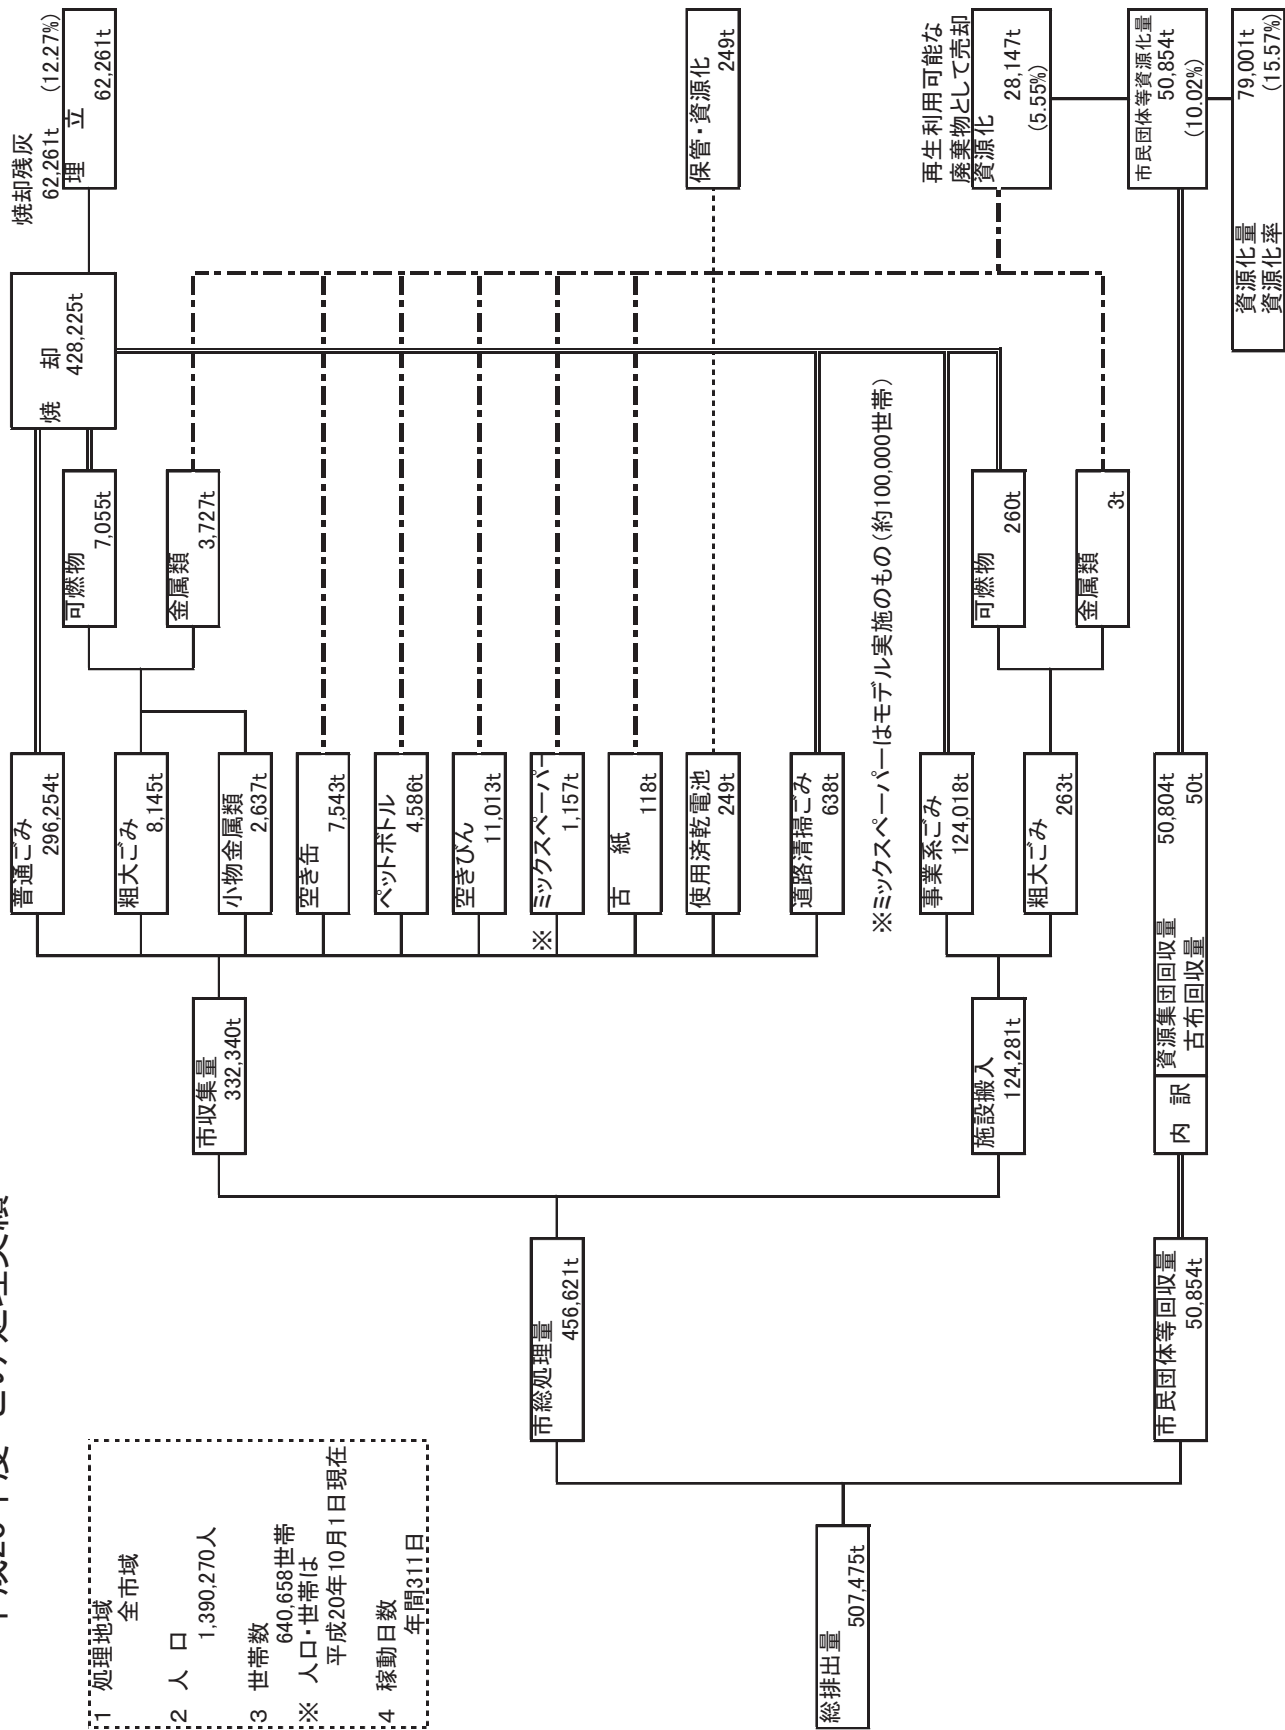 平成20年度 ごみ処理実績
1 処理地域
全市域
2 人 口
1,390,270人
3 世帯数
640,658世帯
※ 人口・世帯は
平成20年10月1日現在
4 稼動日数
年間311日
総排出量
507,475t
市総処理量
456,621t
市民団体等回収量
50,854t
市収集量
332,340t
施設搬入
124,281t
内 訳
資源集団回収量 50,804t
古布回収量 50t
普通ごみ
296,254t
粗大ごみ
8,145t
小物金属類
2,637t
空き缶
7,543t
ペットボトル
4,586t
空きびん
11,013t
※
ミックスペーパー
1,157t
古 紙
118t
使用済乾電池
249t
道路清掃ごみ
638t
※ミックスペーパーはモデル実施のもの(約100,000世帯)
事業系ごみ
124,018t
粗大ごみ
263t
可燃物
7,055t
金属類
3,727t
可燃物
260t
金属類
3t
焼 却
428,225t
焼却残灰
62,261t (12.27%)
埋 立
62,261t
保管・資源化
249t
再生利用可能な
廃棄物として売却
資源化
28,147t
(5.55%)
市民団体等資源化量
50,854t
(10.02%)
資源化量 79,001t
資源化率 (15.57%)